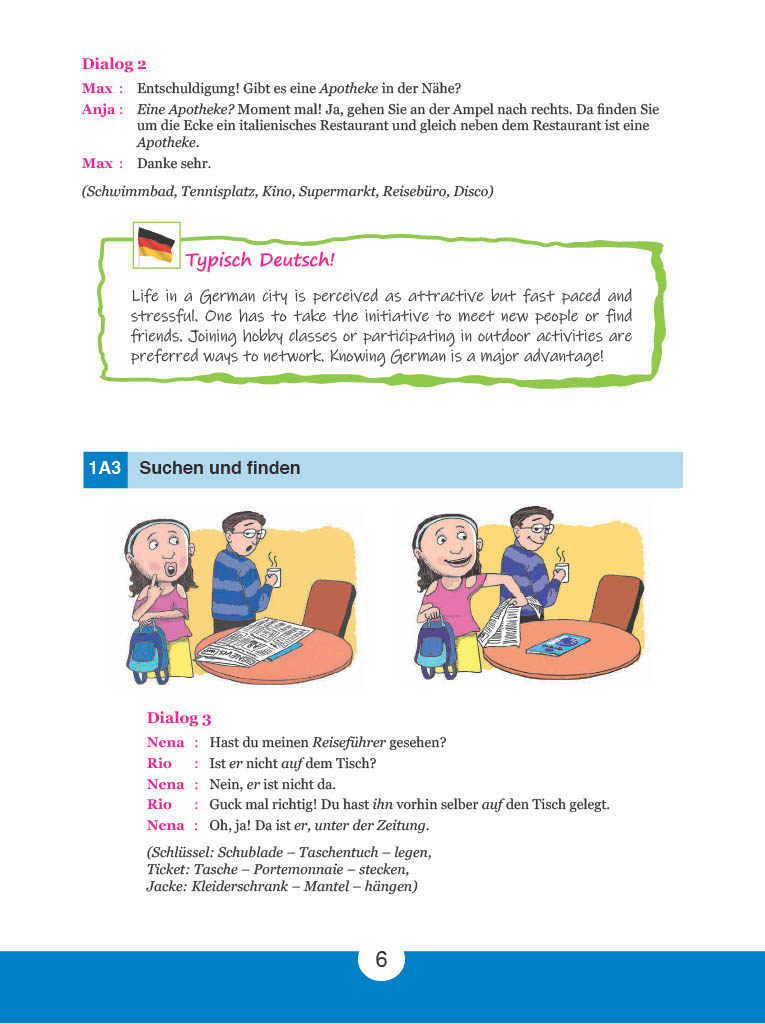 Dialog 2
Max : Entschuldigung! Gibt es eine Apotheke in der Nähe?
Anja : Eine Apotheke? Moment mal! Ja, gehen Sie an der Ampel nach rechts. Da finden Sie
um die Ecke ein italienisches Restaurant und gleich neben dem Restaurant ist eine
Apotheke.
Max : Danke sehr.
(Schwimmbad, Tennisplatz, Kino, Supermarkt, Reisebüro, Disco)
Typisch Deutsch!
Life in a German city is perceived as attractive but fast paced and
stressful. One has to take the initiative to meet new people or find
friends. Joining hobby classes or participating in outdoor activities are
preferred ways to network. Knowing German is a major advantage!
1A3 Suchen und finden
Dialog 3
Nena : Hast du meinen Reiseführer gesehen?
Rio : Ist er nicht auf dem Tisch?
Nena : Nein, er ist nicht da.
Rio : Guck mal richtig! Du hast ihn vorhin selber auf den Tisch gelegt.
Nena : Oh, ja! Da ist er, unter der Zeitung.
(Schlüssel: Schublade – Taschentuch – legen,
Ticket: Tasche – Portemonnaie – stecken,
Jacke: Kleiderschrank – Mantel – hängen)
6